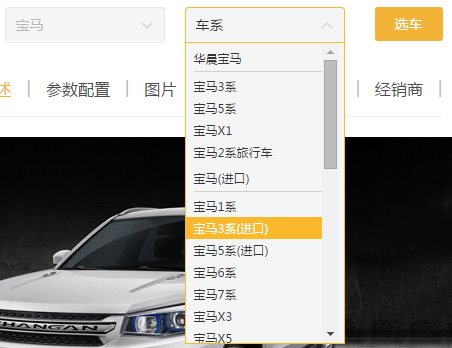 宝马
车系
选车
述 | 参数配置 | 图片 | 经销商 |
华晨宝马
宝马3系
宝马5系
宝马X1
宝马2系旅行车
宝马(进口)
宝马1系
宝马3系(进口)
宝马5系(进口)
宝马6系
宝马7系
宝马X3
宝马X5
CHANGAN